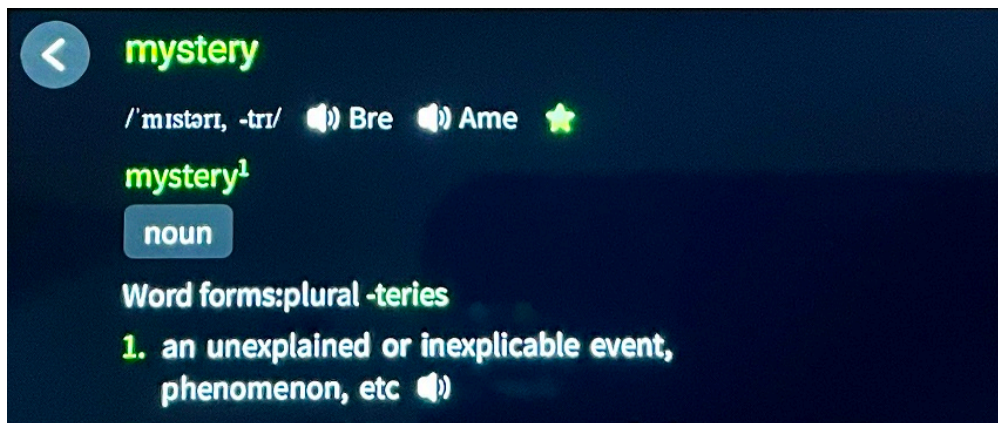 mystery
/ˈmɪstərɪ, -trɪ/ Bre Ame
mystery¹
noun
Word forms:plural -teries
1. an unexplained or inexplicable event,
phenomenon, etc